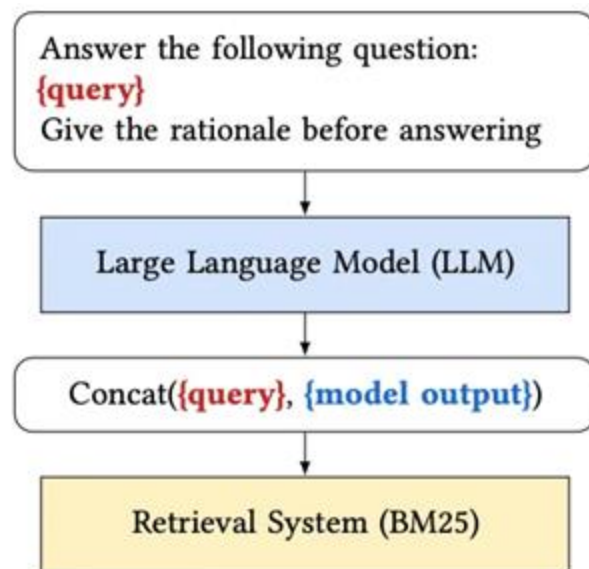 Answer the following question:
{query}
Give the rationale before answering
Large Language Model (LLM)
Concat({query}, {model output})
Retrieval System (BM25)